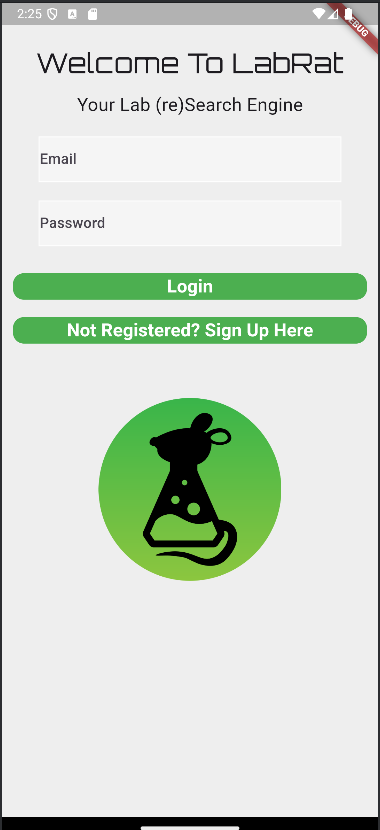 2:25
DEBUG
Welcome To LabRat
Your Lab (re)Search Engine
Email
Password
Login
Not Registered? Sign Up Here